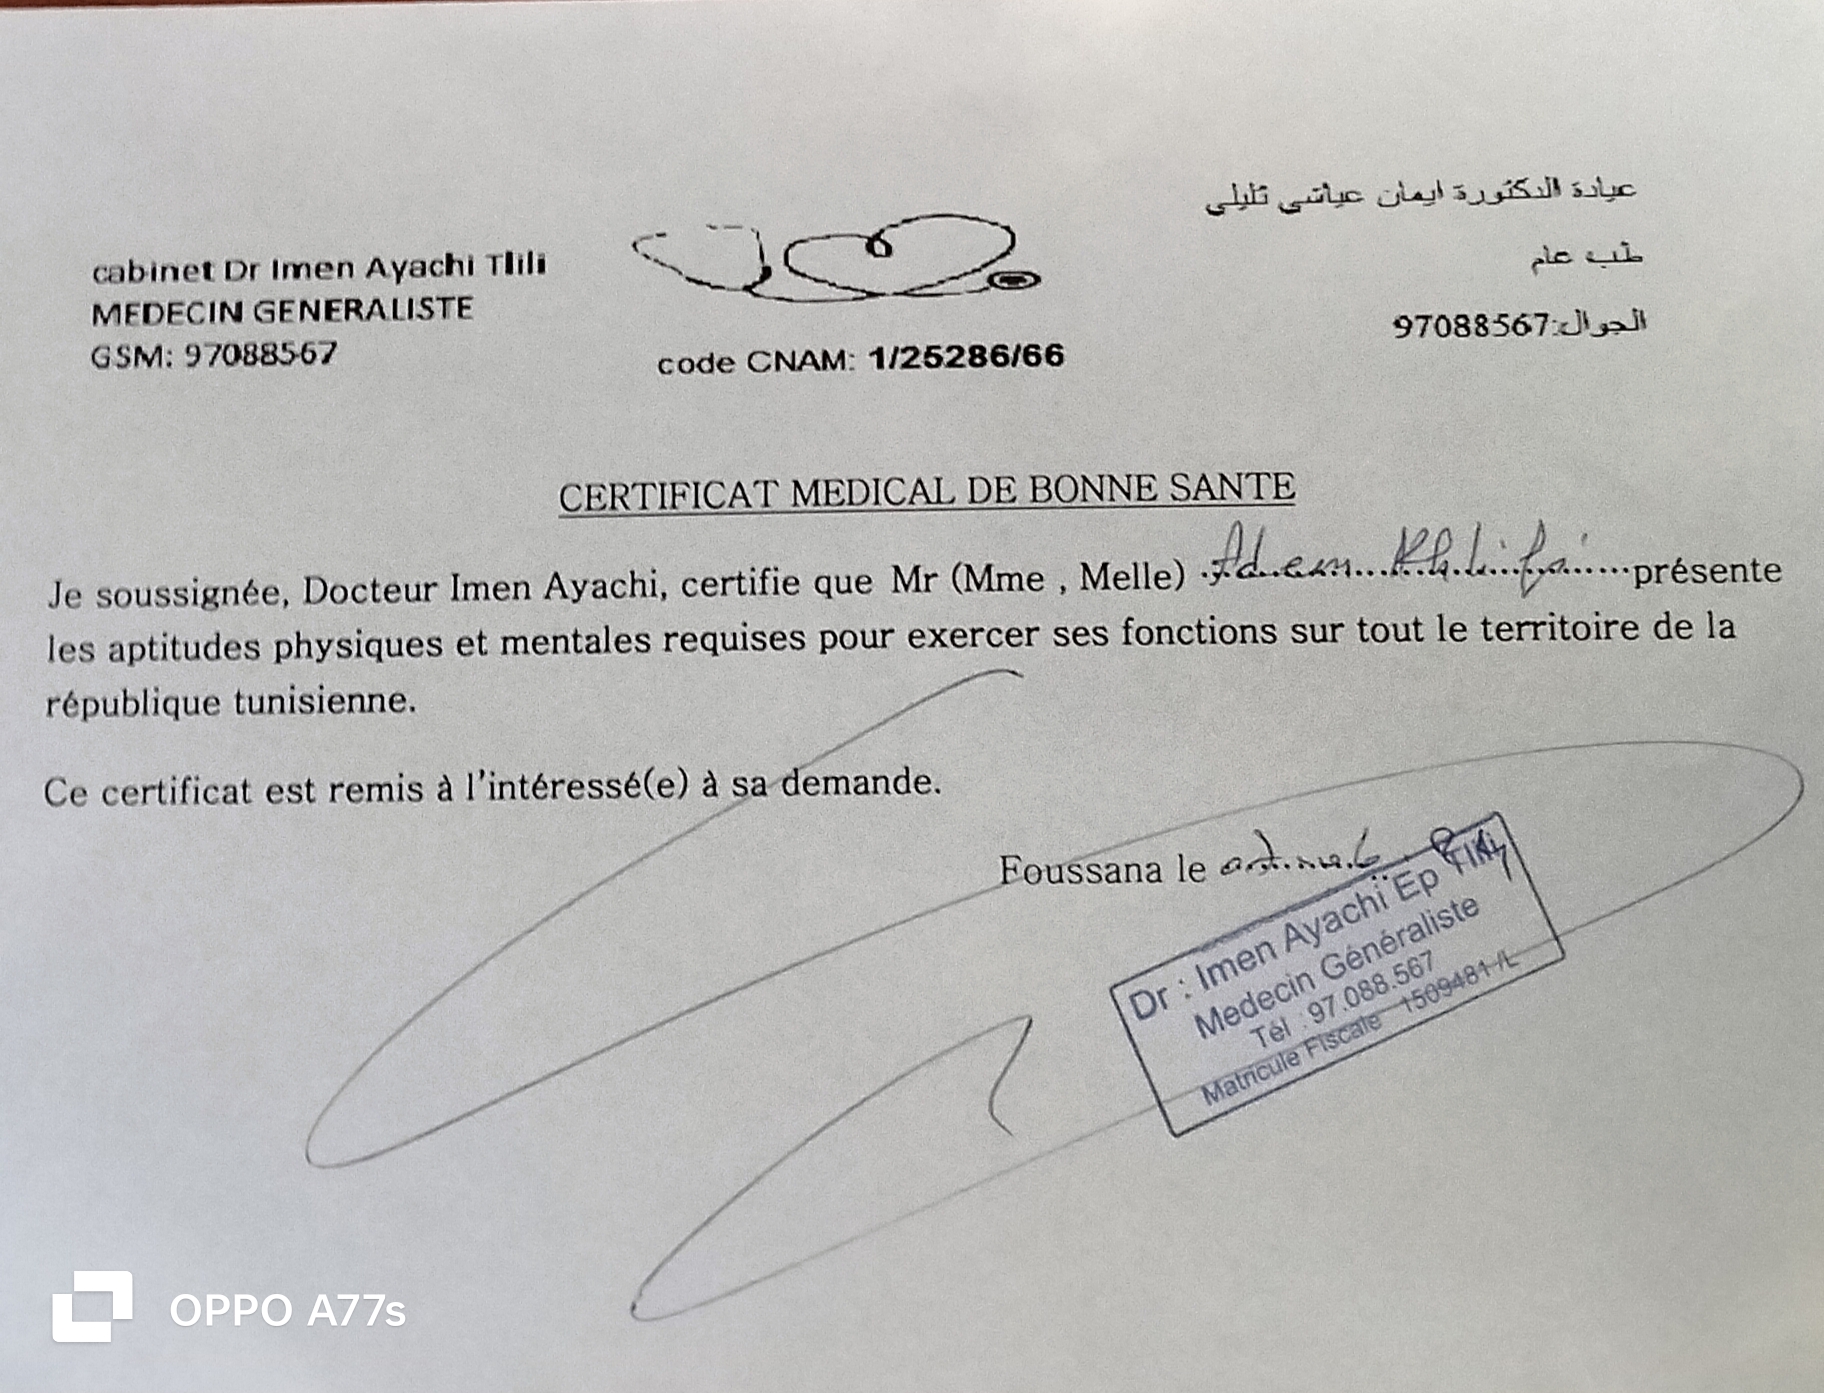 cabinet Dr Imen Ayachi Tlili
MEDECIN GENERALISTE
GSM: 97088567
code CNAM: 1/25286/66
عيادة الدكتورة ايمان عياشي تليلي
طب عام
الجوال:97088567
CERTIFICAT MEDICAL DE BONNE SANTE
Je soussignée, Docteur Imen Ayachi, certifie que Mr (Mme , Melle) Adem Khlifi présente
les aptitudes physiques et mentales requises pour exercer ses fonctions sur tout le territoire de la
république tunisienne.
Ce certificat est remis à l'intéressé(e) à sa demande.
Foussana le
Dr : Imen Ayachi Ep Tlili
Medecin Généraliste
Tél : 97.088.567
Matricule Fiscale 1509481/L
OPPO A77s